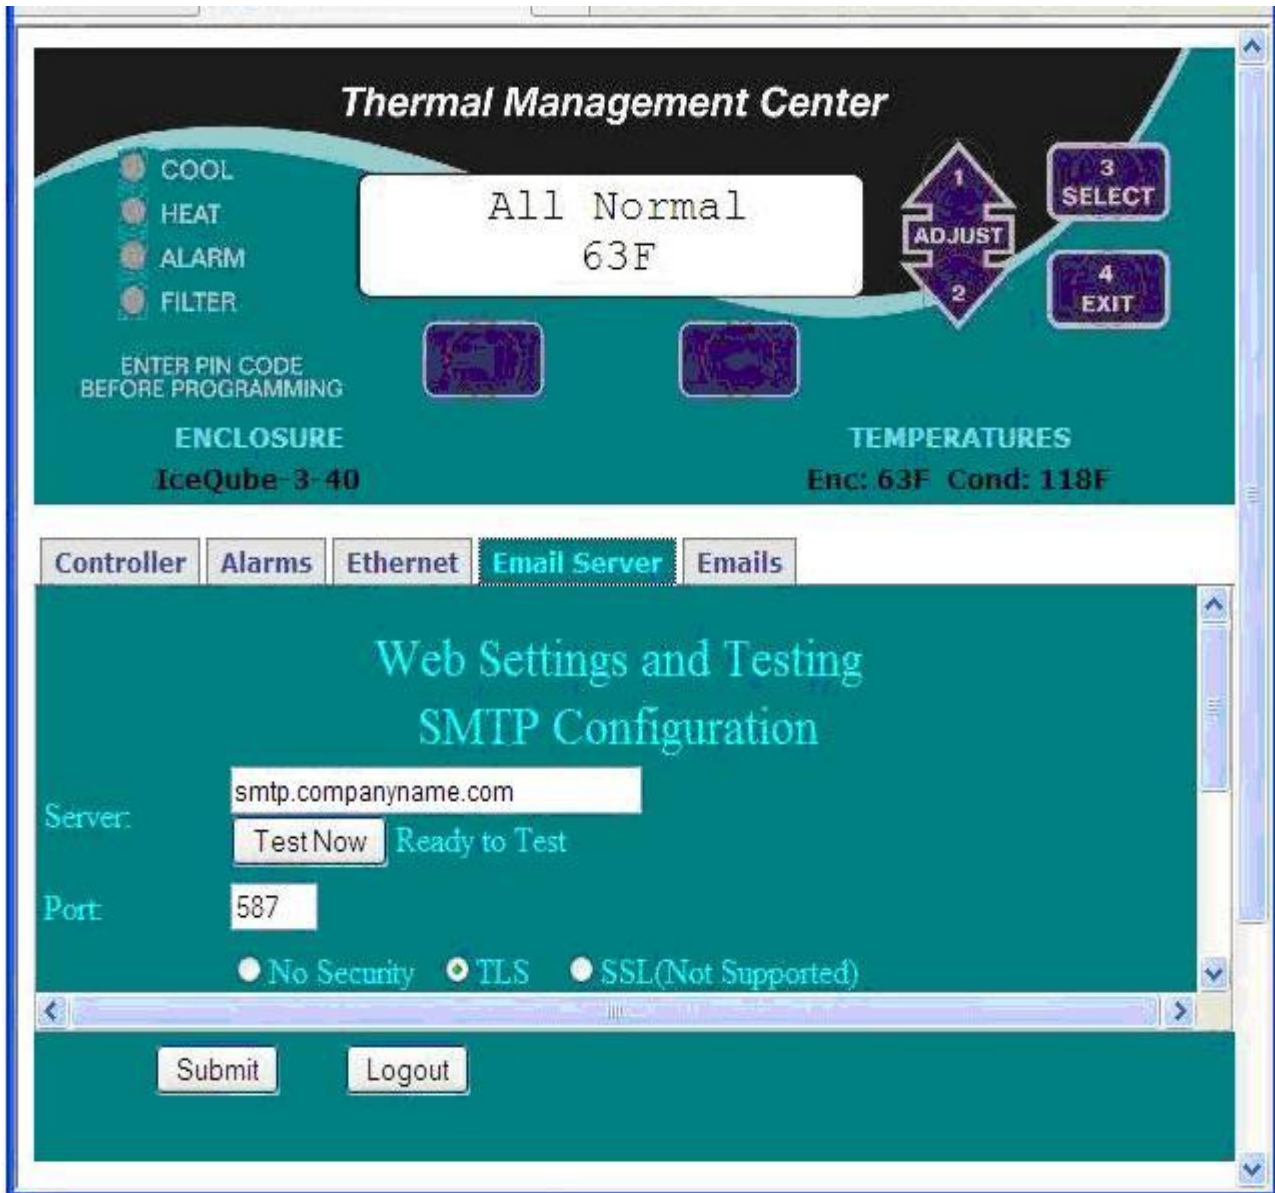 Thermal Management Center
COOL
HEAT
ALARM
FILTER
All Normal
63F
1
ADJUST
2
3
SELECT
4
EXIT
ENTER PIN CODE
BEFORE PROGRAMMING
ENCLOSURE
IceQube-3-40
TEMPERATURES
Enc: 63F Cond: 118F
Controller Alarms Ethernet Email Server Emails
Web Settings and Testing
SMTP Configuration
Server:
smtp.companyname.com
Test Now Ready to Test
Port:
587
No Security TLS SSL(Not Supported)
Submit Logout